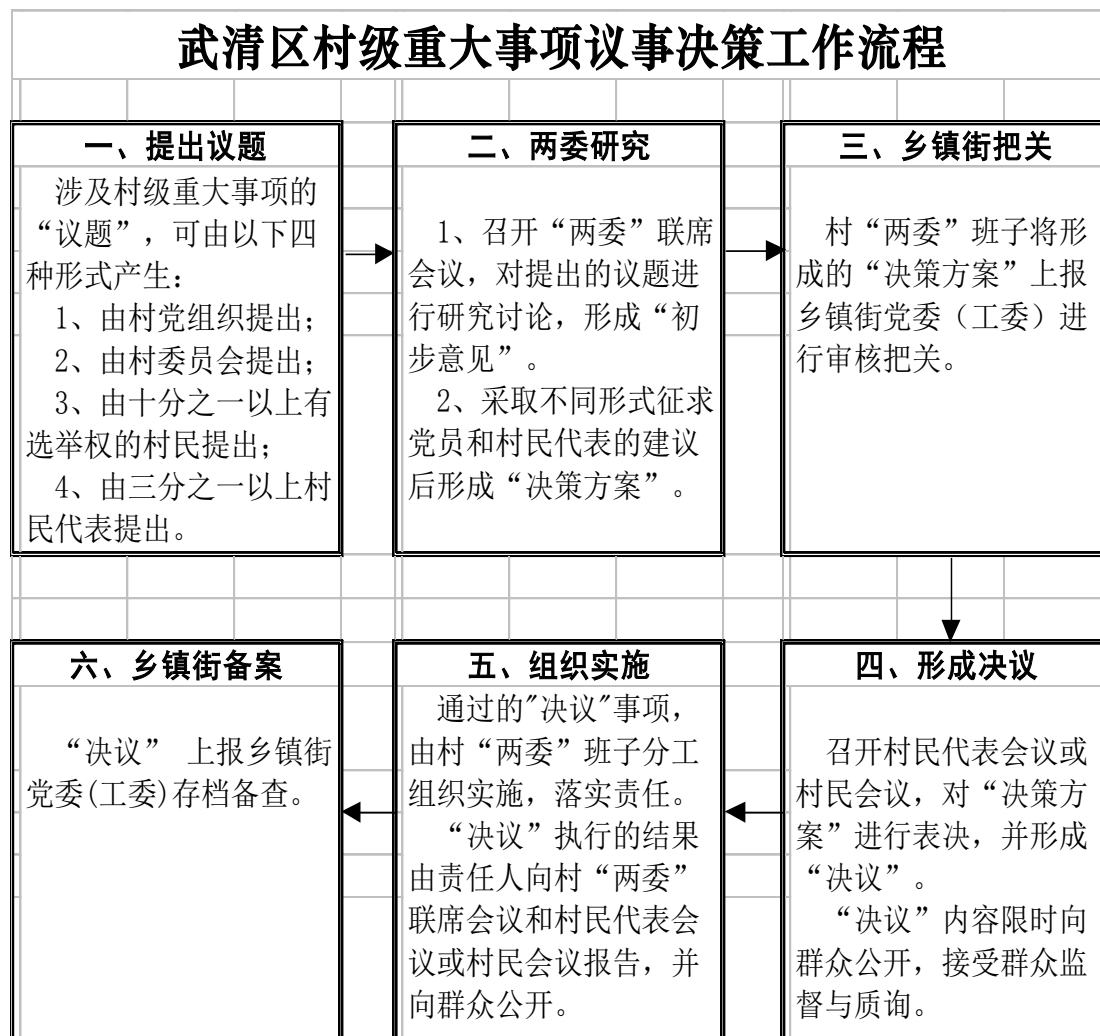 武清区村级重大事项议事决策工作流程
一、提出议题
涉及村级重大事项的
“议题”，可由以下四
种形式产生：
1、由村党组织提出；
2、由村委员会提出；
3、由十分之一以上有
选举权的村民提出；
4、由三分之一以上村
民代表提出。
二、两委研究
1、召开“两委”联席
会议，对提出的议题进
行研究讨论，形成“初
步意见”。
2、采取不同形式征求
党员和村民代表的建议
后形成“决策方案”。
三、乡镇街把关
村“两委”班子将形
成的“决策方案”上报
乡镇街党委（工委）进
行审核把关。
四、形成决议
召开村民代表会议或
村民会议，对“决策方
案”进行表决，并形成
“决议”。
“决议”内容限时向
群众公开，接受群众监
督与质询。
五、组织实施
通过的"决议"事项，
由村“两委”班子分工
组织实施，落实责任。
“决议”执行的结果
由责任人向村“两委”
联席会议和村民代表会
议或村民会议报告，并
向群众公开。
六、乡镇街备案
“决议” 上报乡镇街
党委(工委)存档备查。